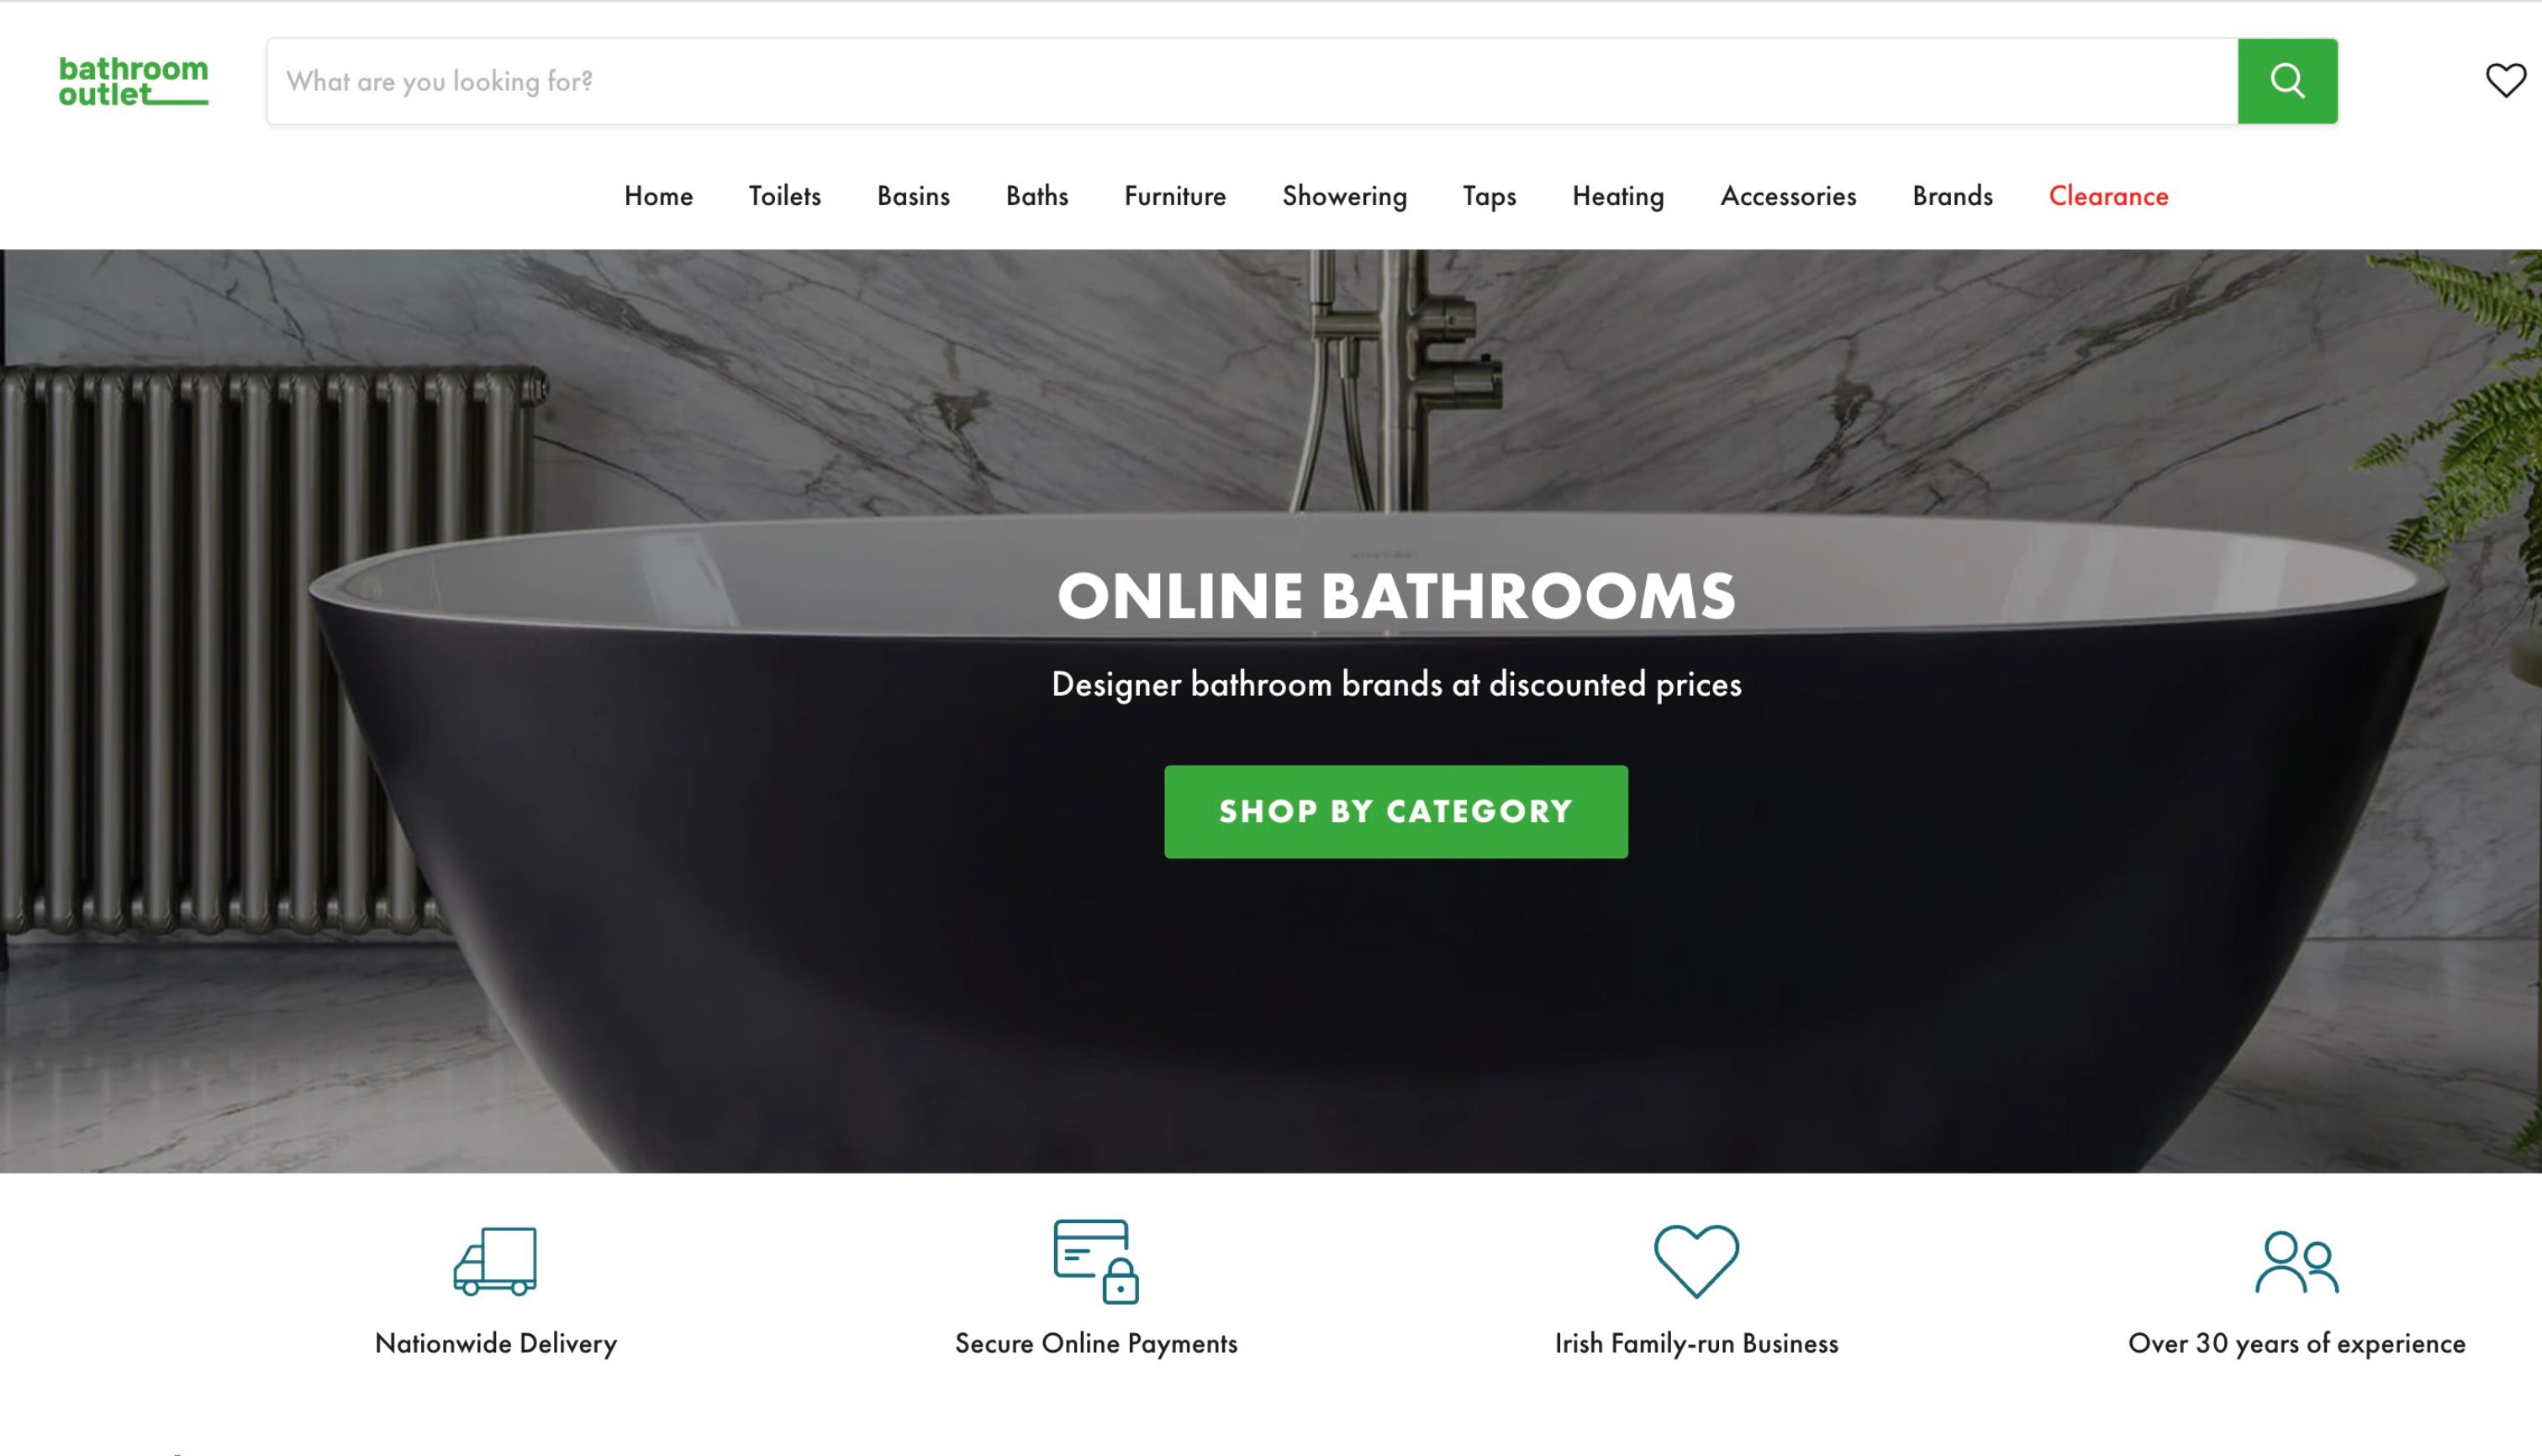 bathroom
outlet
What are you looking for?
Home Toilets Basins Baths Furniture Showering Taps Heating Accessories Brands Clearance
ONLINE BATHROOMS
Designer bathroom brands at discounted prices
SHOP BY CATEGORY
Nationwide Delivery
Secure Online Payments
Irish Family-run Business
Over 30 years of experience